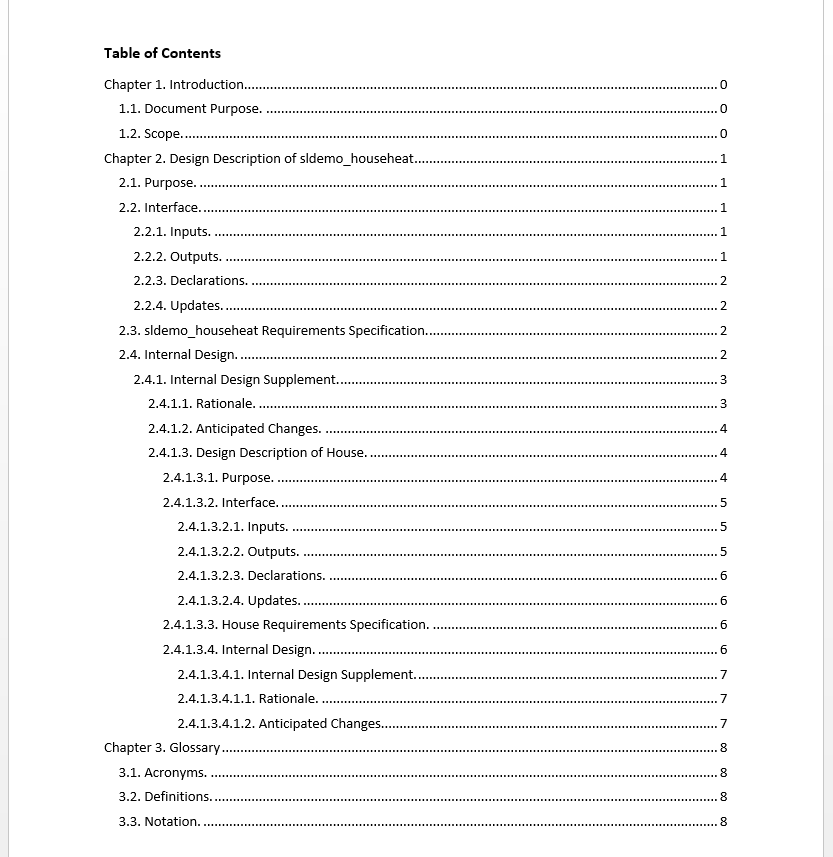 Table of Contents
Chapter 1. Introduction........................................ 0
1.1. Document Purpose. ........................................ 0
1.2. Scope. ........................................ 0
Chapter 2. Design Description of sldemo_househeat........................................ 1
2.1. Purpose. ........................................ 1
2.2. Interface. ........................................ 1
2.2.1. Inputs. ........................................ 1
2.2.2. Outputs. ........................................ 1
2.2.3. Declarations. ........................................ 2
2.2.4. Updates. ........................................ 2
2.3. sldemo_househeat Requirements Specification. ........................................ 2
2.4. Internal Design. ........................................ 2
2.4.1. Internal Design Supplement. ........................................ 3
2.4.1.1. Rationale. ........................................ 3
2.4.1.2. Anticipated Changes. ........................................ 4
2.4.1.3. Design Description of House. ........................................ 4
2.4.1.3.1. Purpose. ........................................ 4
2.4.1.3.2. Interface. ........................................ 5
2.4.1.3.2.1. Inputs. ........................................ 5
2.4.1.3.2.2. Outputs. ........................................ 5
2.4.1.3.2.3. Declarations. ........................................ 6
2.4.1.3.2.4. Updates. ........................................ 6
2.4.1.3.3. House Requirements Specification. ........................................ 6
2.4.1.3.4. Internal Design. ........................................ 6
2.4.1.3.4.1. Internal Design Supplement. ........................................ 7
2.4.1.3.4.1.1. Rationale. ........................................ 7
2.4.1.3.4.1.2. Anticipated Changes. ........................................ 7
Chapter 3. Glossary ........................................ 8
3.1. Acronyms. ........................................ 8
3.2. Definitions. ........................................ 8
3.3. Notation. ........................................ 8